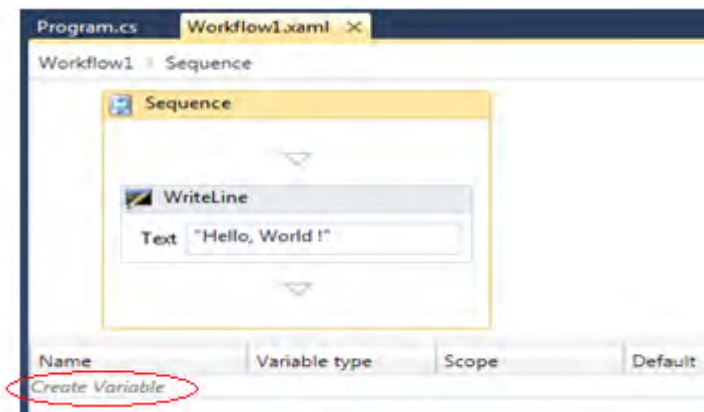 Program.cs Workflow1.xaml
Workflow1 Sequence
Sequence
WriteLine
Text "Hello, World !"
Name Variable type Scope Default
Create Variable